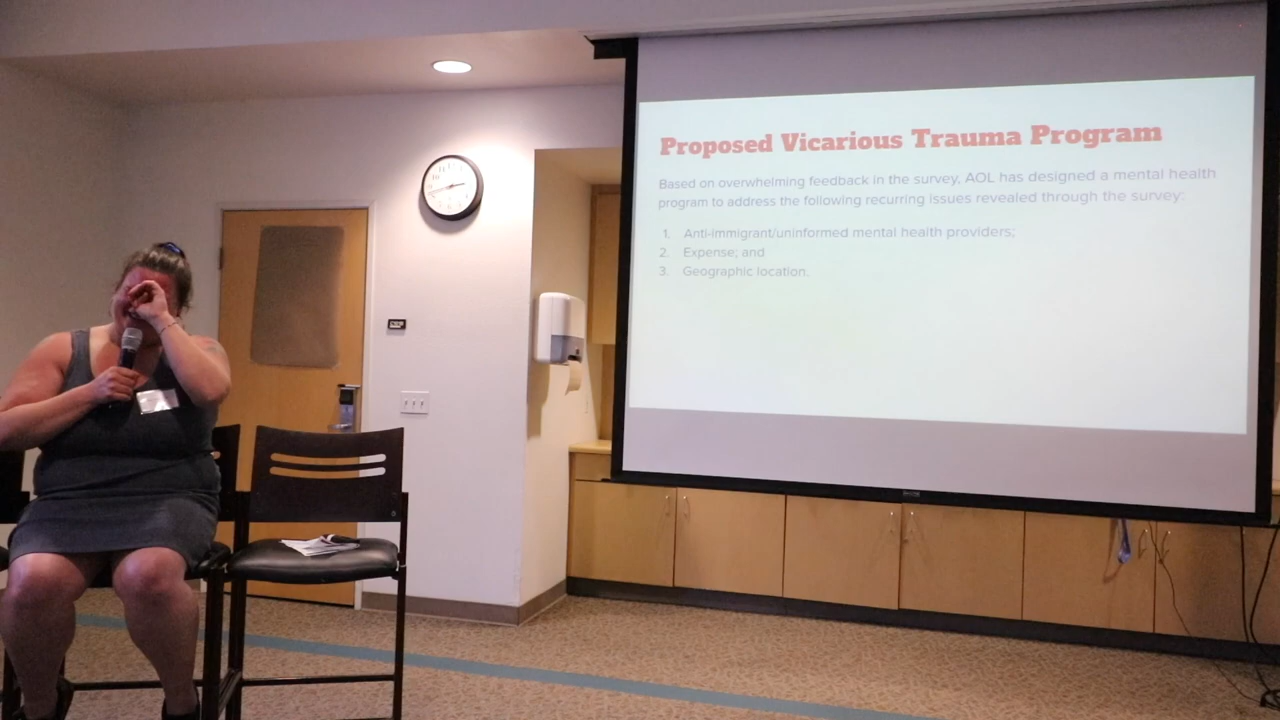 Proposed Vicarious Trauma Program
Based on overwhelming feedback in the survey, AOL has designed a mental health
program to address the following recurring issues revealed through the survey:
1. Anti-immigrant/uninformed mental health providers;
2. Expense; and
3. Geographic location.